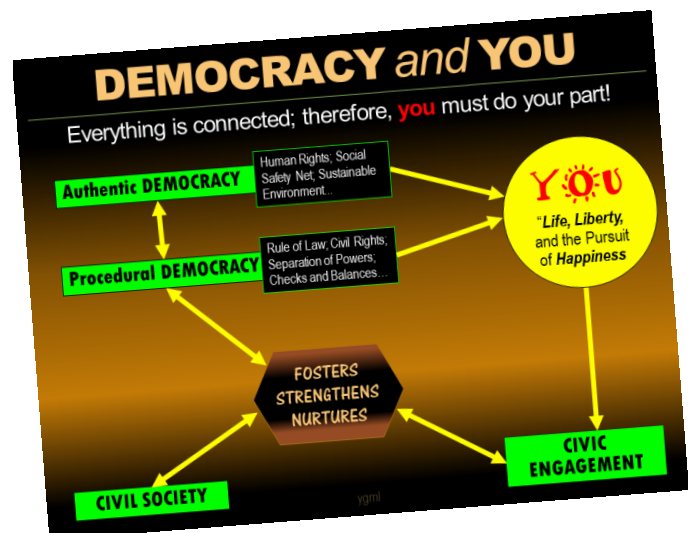 DEMOCRACY and YOU
Everything is connected; therefore, you must do your part!
Authentic DEMOCRACY
Human Rights; Social
Safety Net; Sustainable
Environment...
YOU
“Life, Liberty,
and the Pursuit
of Happiness
Procedural DEMOCRACY
Rule of Law; Civil Rights;
Separation of Powers;
Checks and Balances…
FOSTERS
STRENGTHENS
NURTURES
CIVIC
ENGAGEMENT
CIVIL SOCIETY
ygml